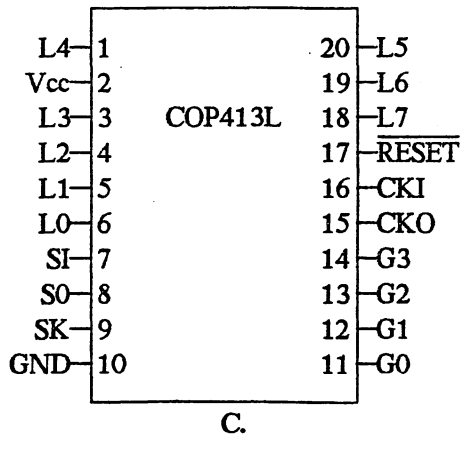 L4 1 20 L5
Vcc 2 19 L6
L3 3 COP413L 18 L7
L2 4 17 RESET
L1 5 16 CKI
L0 6 15 CKO
SI 7 14 G3
S0 8 13 G2
SK 9 12 G1
GND 10 11 G0
C.